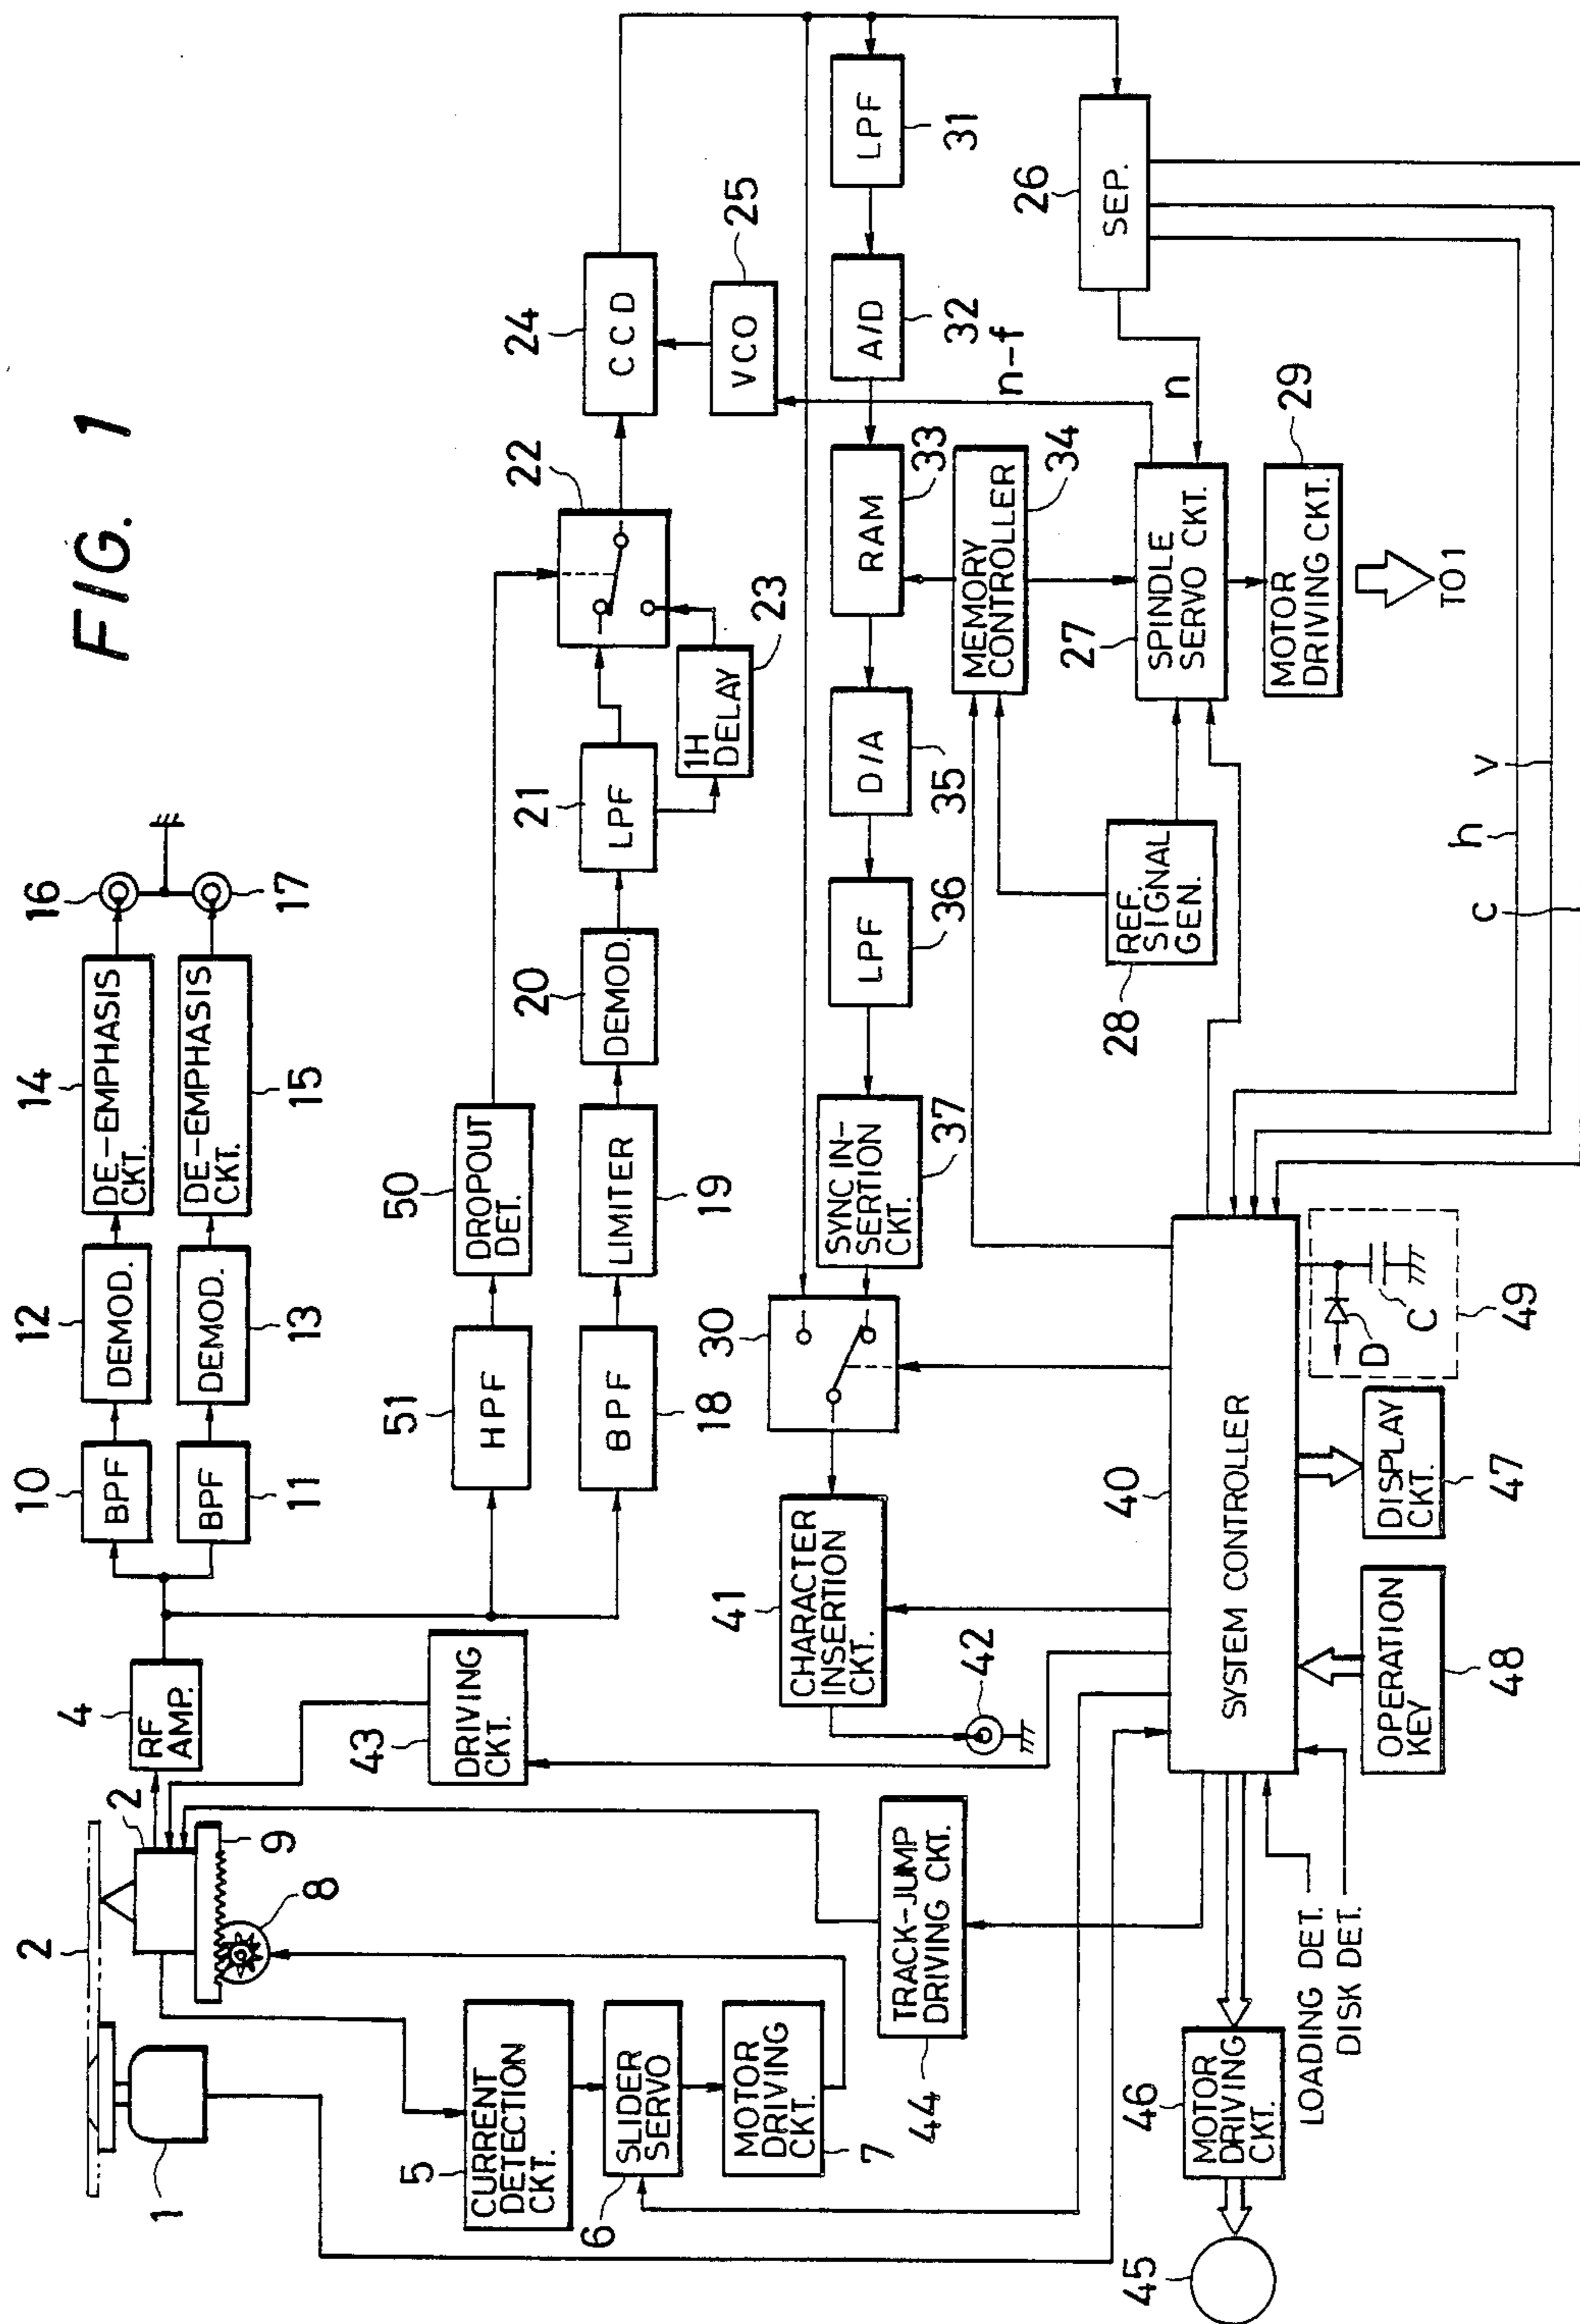 FIG. 1
16
14
DE-EMPHASIS
CKT.
12
DEMOD.
10
BPF
4
RF
AMP.
2
2
1
9
8
BPF
11
DEMOD.
13
DE-EMPHASIS
CKT.
15
17
5
CURRENT
DETECTION
CKT.
6
SLIDER
SERVO
MOTOR
DRIVING
CKT.
7
43
DRIVING
CKT.
51
HPF
50
DROPOUT
DET.
BPF
18
LIMITER
19
20
DEMOD.
21
LPF
1H
DELAY
23
22
24
CCD
25
VCO
TRACK-JUMP
DRIVING CKT.
44
41
CHARACTER
INSERTION
CKT.
42
30
SYNC IN-
SERTION
CKT.
37
LPF
36
D/A
35
RAM
33
A/D
32
LPF
31
MEMORY
CONTROLLER
34
n-f
n
26
SEP.
27
SPINDLE
SERVO CKT.
29
MOTOR
DRIVING CKT.
TO 1
REF.
SIGNAL
GEN.
28
c
h
v
40
SYSTEM CONTROLLER
45
46
MOTOR
DRIVING
CKT.
LOADING DET.
DISK DET.
OPERATION
KEY
48
DISPLAY
CKT.
47
D
C
49